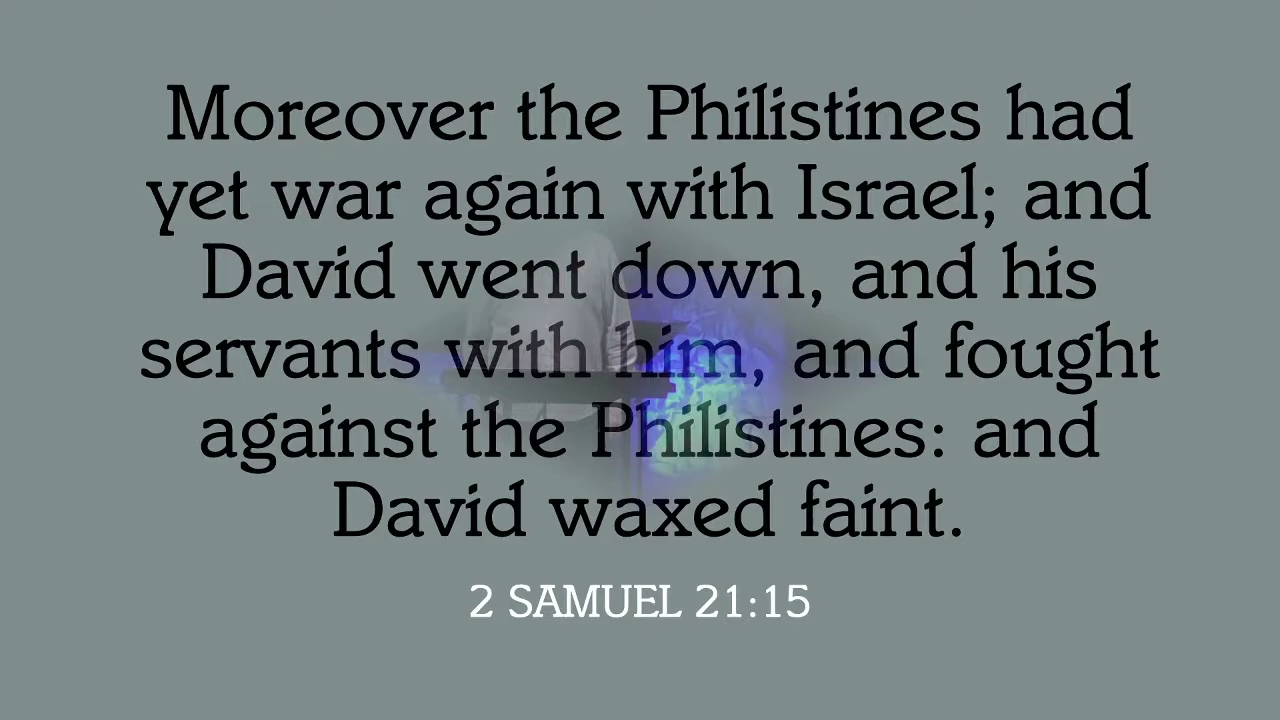 Moreover the Philistines had
yet war again with Israel; and
David went down, and his
servants with him, and fought
against the Philistines: and
David waxed faint.
2 SAMUEL 21:15